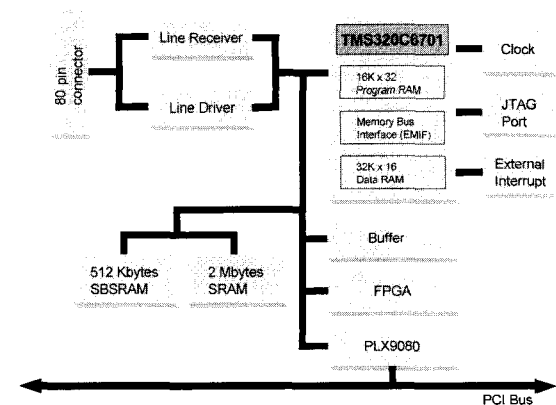 80 pin
connector
Line Receiver
Line Driver
TMS320C6701
16K x 32
Program RAM
Memory Bus
Interface (EMIF)
32K x 16
Data RAM
Clock
JTAG
Port
External
Interrupt
512 Kbytes
SBSRAM
2 Mbytes
SRAM
Buffer
FPGA
PLX9080
PCI Bus